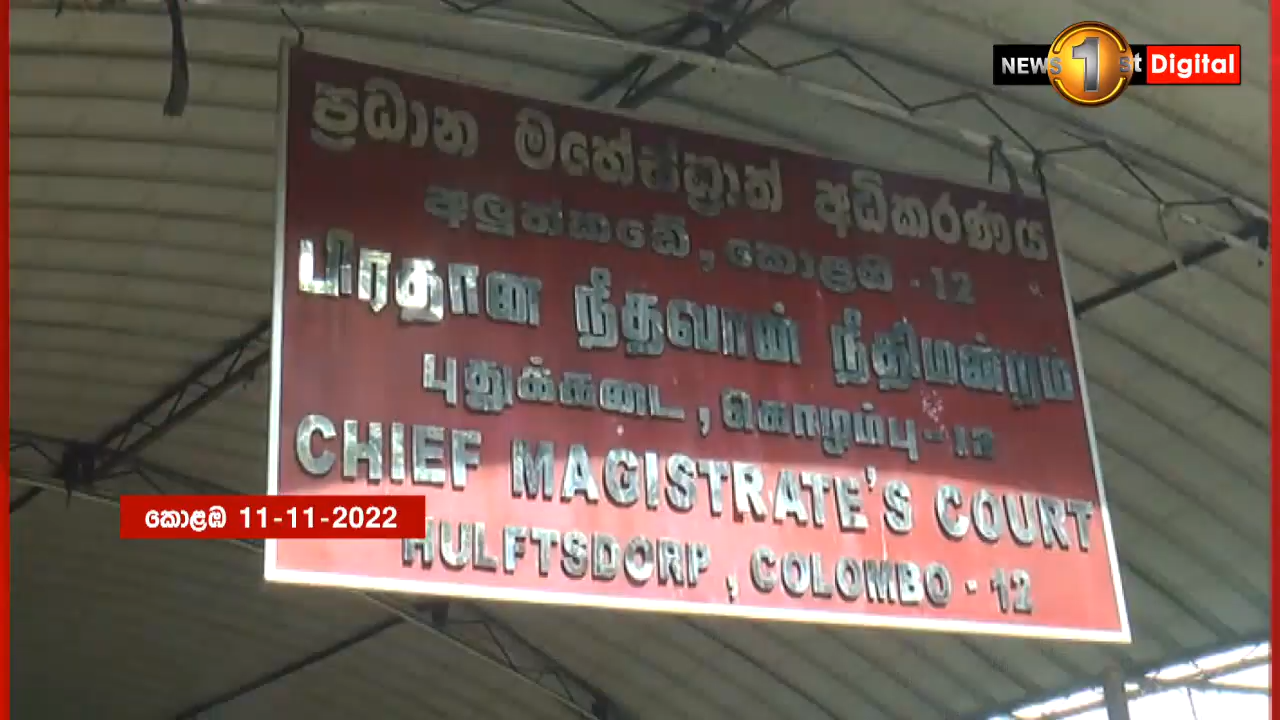 NEWS 1st Digital
ප්‍රධාන මහේස්ත්‍රාත් අධිකරණය
අලුත්කඩේ, කොළඹ - 12
பிரதான நீதவான் நீதிமன்றம்
புதுக்கடை, கொழும்பு - 12
CHIEF MAGISTRATE'S COURT
HULFTSDORP, COLOMBO - 12
කොළඹ 11-11-2022